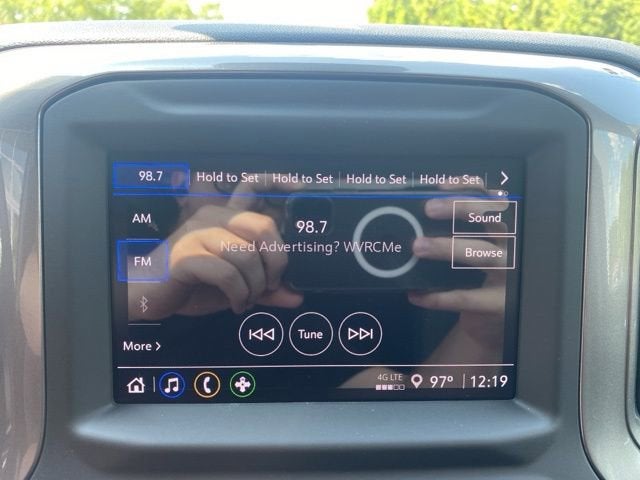 98.7 Hold to Set Hold to Set Hold to Set Hold to Set
AM
98.7
Sound
Need Advertising? WVRCMe
Browse
FM
Tune
More
4G LTE
97° 12:19